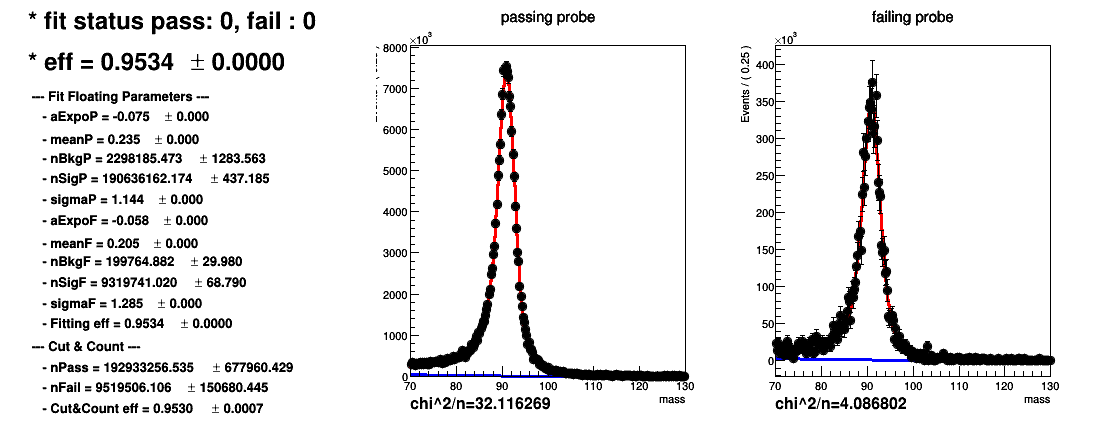 * fit status pass: 0, fail : 0
* eff = 0.9534 ± 0.0000
--- Fit Floating Parameters ---
- aExpoP = -0.075 ± 0.000
- meanP = 0.235 ± 0.000
- nBkgP = 2298185.473 ± 1283.563
- nSigP = 190636162.174 ± 437.185
- sigmaP = 1.144 ± 0.000
- aExpoF = -0.058 ± 0.000
- meanF = 0.205 ± 0.000
- nBkgF = 199764.882 ± 29.980
- nSigF = 9319741.020 ± 68.790
- sigmaF = 1.285 ± 0.000
- Fitting eff = 0.9534 ± 0.0000
--- Cut & Count ---
- nPass = 192933256.535 ± 677960.429
- nFail = 9519506.106 ± 150680.445
- Cut&Count eff = 0.9530 ± 0.0007
passing probe
×10³
8000
7000
6000
5000
4000
3000
2000
1000
0
70 80 90 100 110 120 130
mass
chi^2/n=32.116269
failing probe
×10³
Events / ( 0.25 )
400
350
300
250
200
150
100
50
0
70 80 90 100 110 120 130
mass
chi^2/n=4.086802